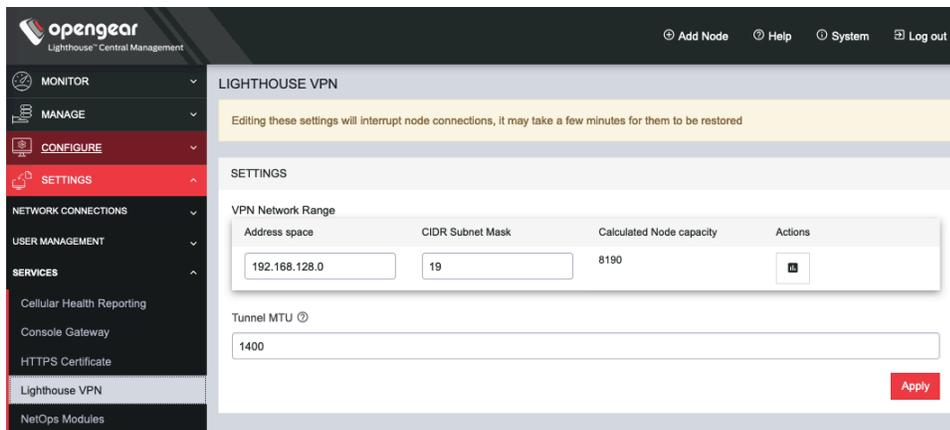 opengear
Lighthouse™ Central Management
Add Node Help System Log out
MONITOR
MANAGE
CONFIGURE
SETTINGS
NETWORK CONNECTIONS
USER MANAGEMENT
SERVICES
Cellular Health Reporting
Console Gateway
HTTPS Certificate
Lighthouse VPN
NetOps Modules
LIGHTHOUSE VPN
Editing these settings will interrupt node connections, it may take a few minutes for them to be restored
SETTINGS
VPN Network Range
Address space CIDR Subnet Mask Calculated Node capacity Actions
192.168.128.0 19 8190
Tunnel MTU
1400
Apply